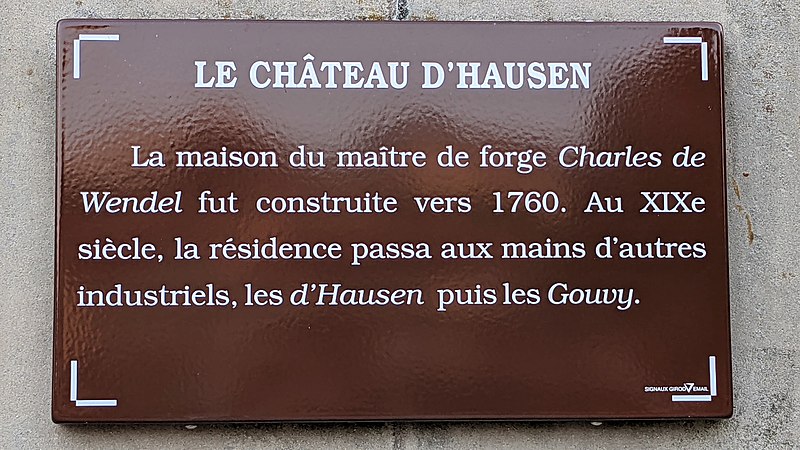 LE CHÂTEAU D'HAUSEN
La maison du maître de forge Charles de
Wendel fut construite vers 1760. Au XIXe
siècle, la résidence passa aux mains d'autres
industriels, les d'Hausen puis les Gouvy.
SIGNAUX GIROD EMAIL